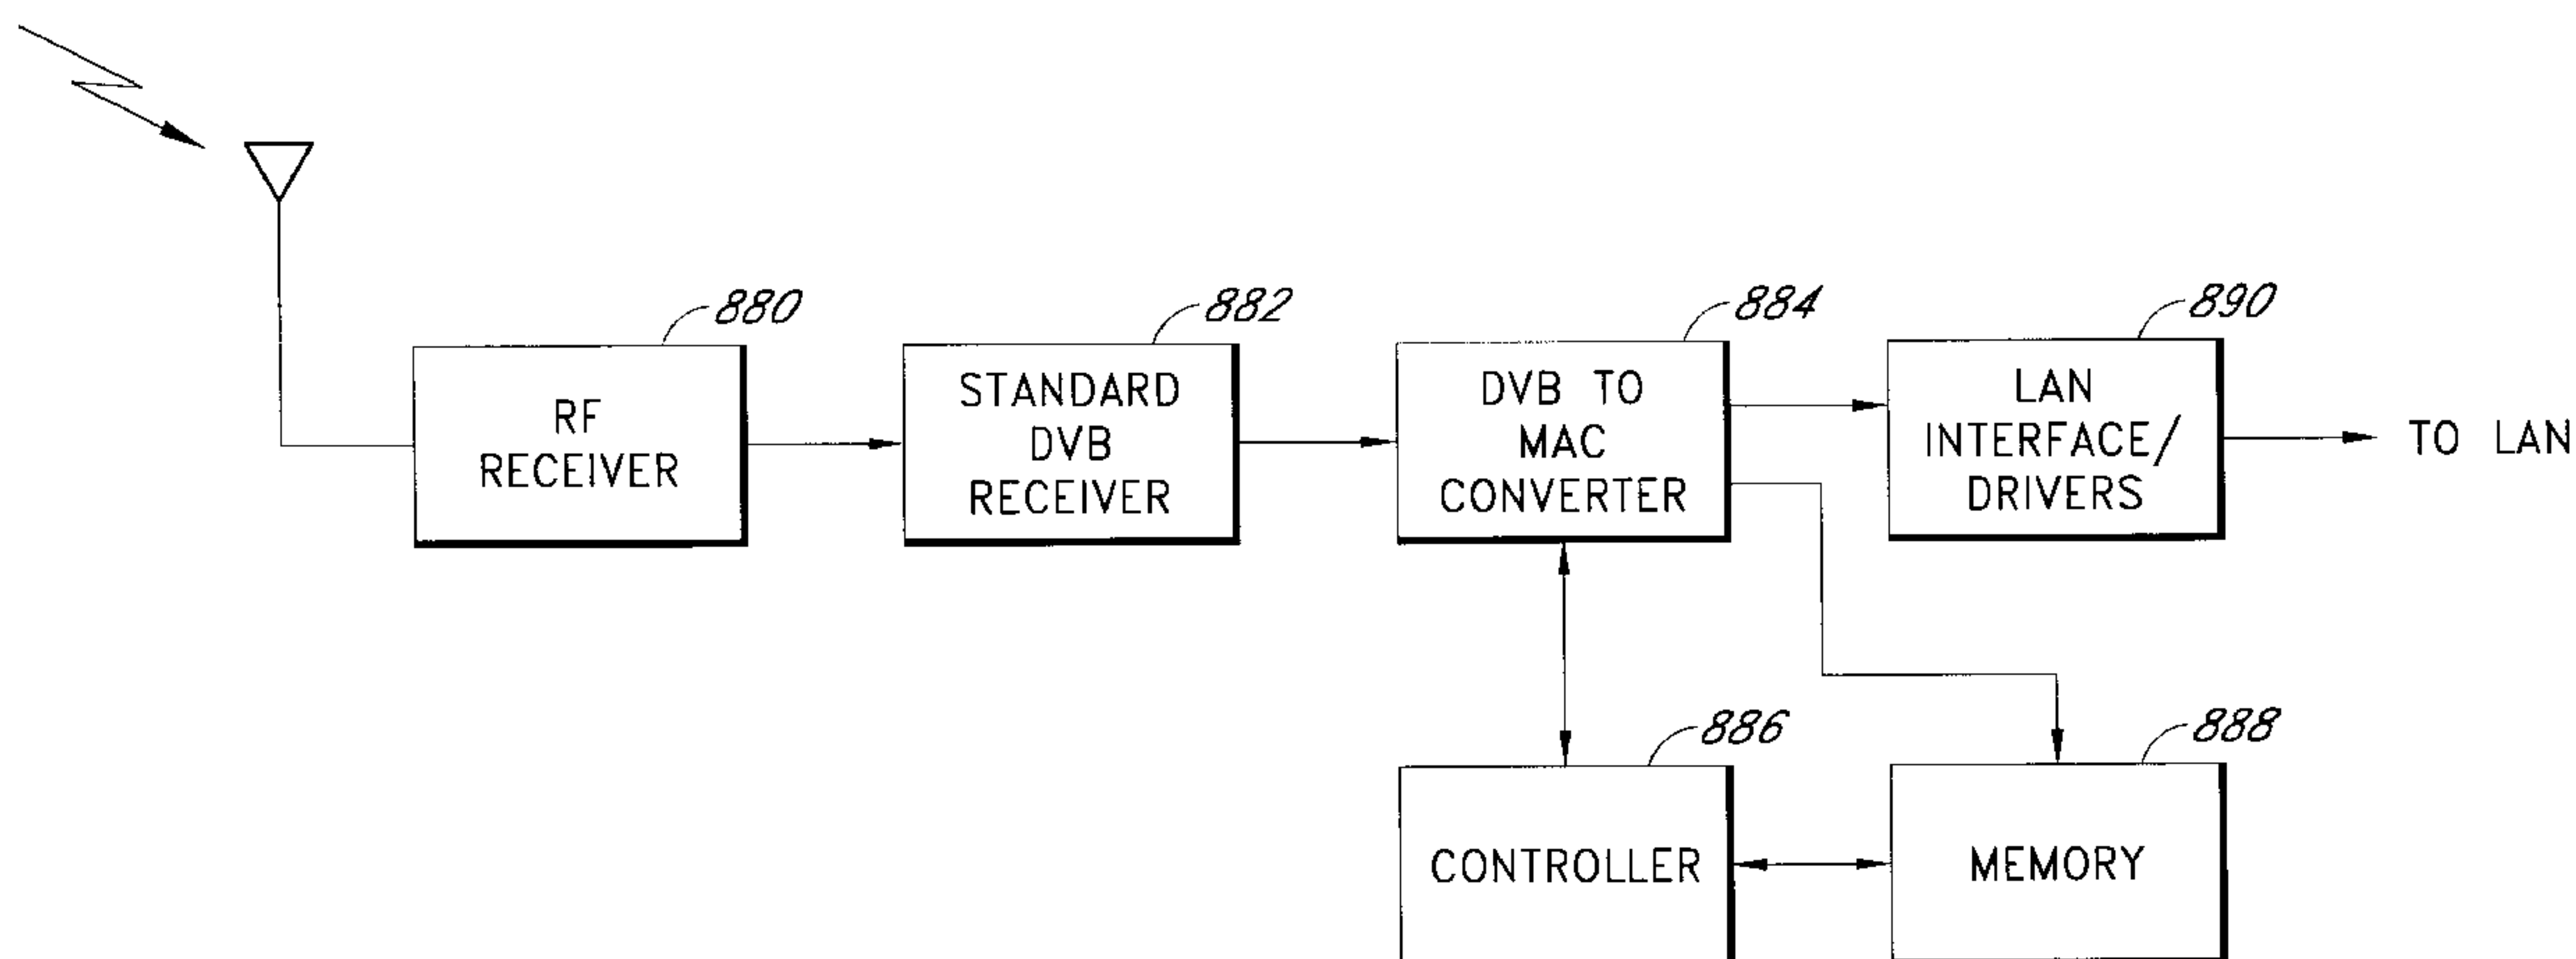 880
RF
RECEIVER
882
STANDARD
DVB
RECEIVER
884
DVB TO
MAC
CONVERTER
890
LAN
INTERFACE/
DRIVERS
TO LAN
886
CONTROLLER
888
MEMORY